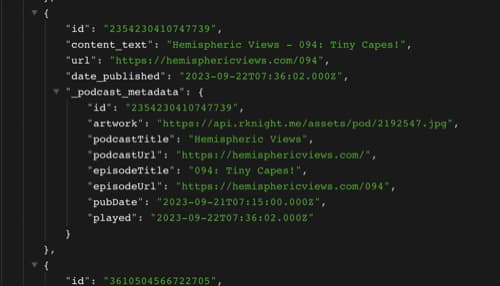 },
{
"id": "2354230410747739",
"content_text": "Hemispheric Views - 094: Tiny Capes!",
"url": "https://hemisphericviews.com/094",
"date_published": "2023-09-22T07:36:02.000Z",
"_podcast_metadata": {
"id": "2354230410747739",
"artwork": "https://api.rknight.me/assets/pod/2192547.jpg",
"podcastTitle": "Hemispheric Views",
"podcastUrl": "https://hemisphericviews.com/",
"episodeTitle": "094: Tiny Capes!",
"episodeUrl": "https://hemisphericviews.com/094",
"pubDate": "2023-09-21T07:15:00.000Z",
"played": "2023-09-22T07:36:02.000Z"
}
},
{
"id": "3610504566722705",